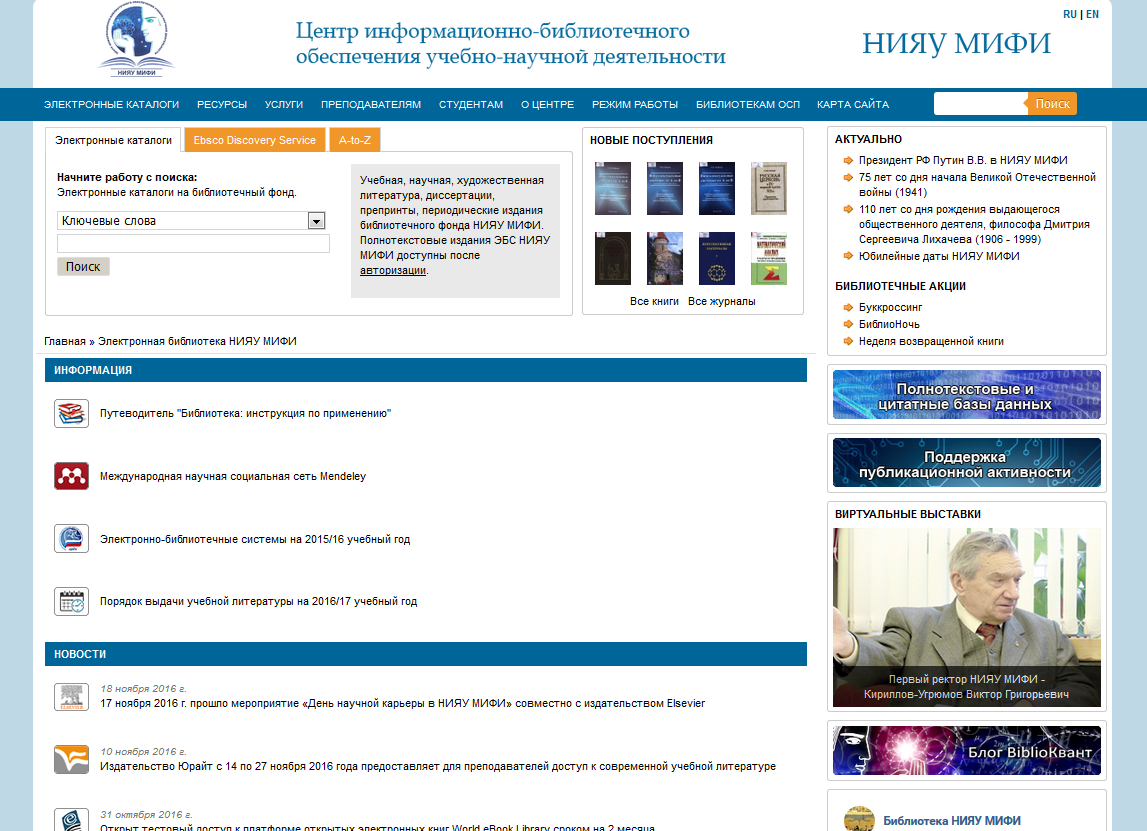 НИЯУ МИФИ
Центр информационно-библиотечного
обеспечения учебно-научной деятельности
RU | EN
НИЯУ МИФИ
ЭЛЕКТРОННЫЕ КАТАЛОГИ РЕСУРСЫ УСЛУГИ ПРЕПОДАВАТЕЛЯМ СТУДЕНТАМ О ЦЕНТРЕ РЕЖИМ РАБОТЫ БИБЛИОТЕКАМ ОСП КАРТА САЙТА Поиск
Электронные каталоги Ebsco Discovery Service A-to-Z
Начните работу с поиска:
Электронные каталоги на библиотечный фонд.
Ключевые слова
Поиск
Учебная, научная, художественная
литература, диссертации,
препринты, периодические издания
библиотечного фонда НИЯУ МИФИ.
Полнотекстовые издания ЭБС НИЯУ
МИФИ доступны после
авторизации.
НОВЫЕ ПОСТУПЛЕНИЯ
Все книги Все журналы
Главная » Электронная библиотека НИЯУ МИФИ
ИНФОРМАЦИЯ
Путеводитель "Библиотека: инструкция по применению"
Международная научная социальная сеть Mendeley
Электронно-библиотечные системы на 2015/16 учебный год
Порядок выдачи учебной литературы на 2016/17 учебный год
НОВОСТИ
18 ноября 2016 г.
17 ноября 2016 г. прошло мероприятие «День научной карьеры в НИЯУ МИФИ» совместно с издательством Elsevier
10 ноября 2016 г.
Издательство Юрайт с 14 по 27 ноября 2016 года предоставляет для преподавателей доступ к современной учебной литературе
31 октября 2016 г.
Открыт тестовый доступ к платформе открытых электронных книг World eBook Library сроком на 2 месяца
АКТУАЛЬНО
Президент РФ Путин В.В. в НИЯУ МИФИ
75 лет со дня начала Великой Отечественной
войны (1941)
110 лет со дня рождения выдающегося
общественного деятеля, философа Дмитрия
Сергеевича Лихачева (1906 - 1999)
Юбилейные даты НИЯУ МИФИ
БИБЛИОТЕЧНЫЕ АКЦИИ
Буккроссинг
БиблиоНочь
Неделя возвращенной книги
Полнотекстовые и
цитатные базы данных
Поддержка
публикационной активности
ВИРТУАЛЬНЫЕ ВЫСТАВКИ
Первый ректор НИЯУ МИФИ -
Кириллов-Угрюмов Виктор Григорьевич
Блог BiblioКвант
Библиотека НИЯУ МИФИ